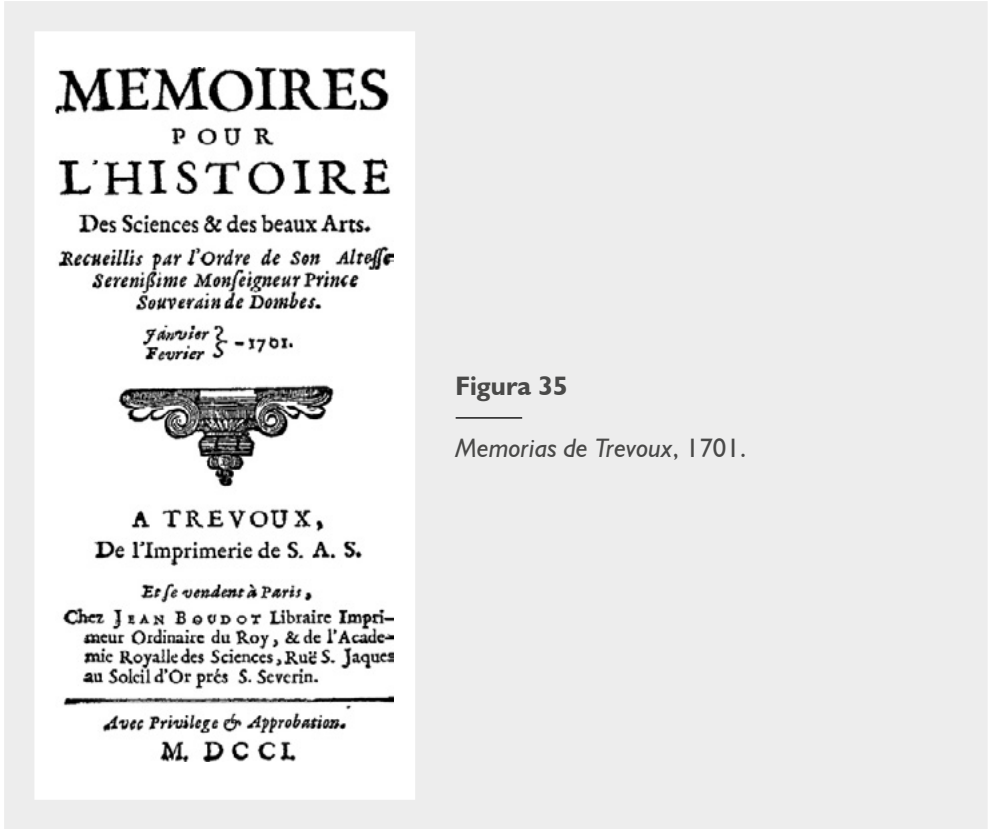 MEMOIRES
POUR
L'HISTOIRE
Des Sciences & des beaux Arts.
Recueillis par l'Ordre de Son Altesse
Serenißime Monseigneur Prince
Souverain de Dombes.
Janvier
Fevrier } -1701.
A TREVOUX,
De l'Imprimerie de S. A. S.
Et se vendent à Paris,
Chez JEAN BOUDOT Libraire Impri-
meur Ordinaire du Roy, & de l'Acade-
mie Royalle des Sciences, Ruë S. Jaques
au Soleil d'Or prés S. Severin.
Avec Privilege & Approbation.
M. DCCI.
Figura 35
Memorias de Trevoux, 1701.